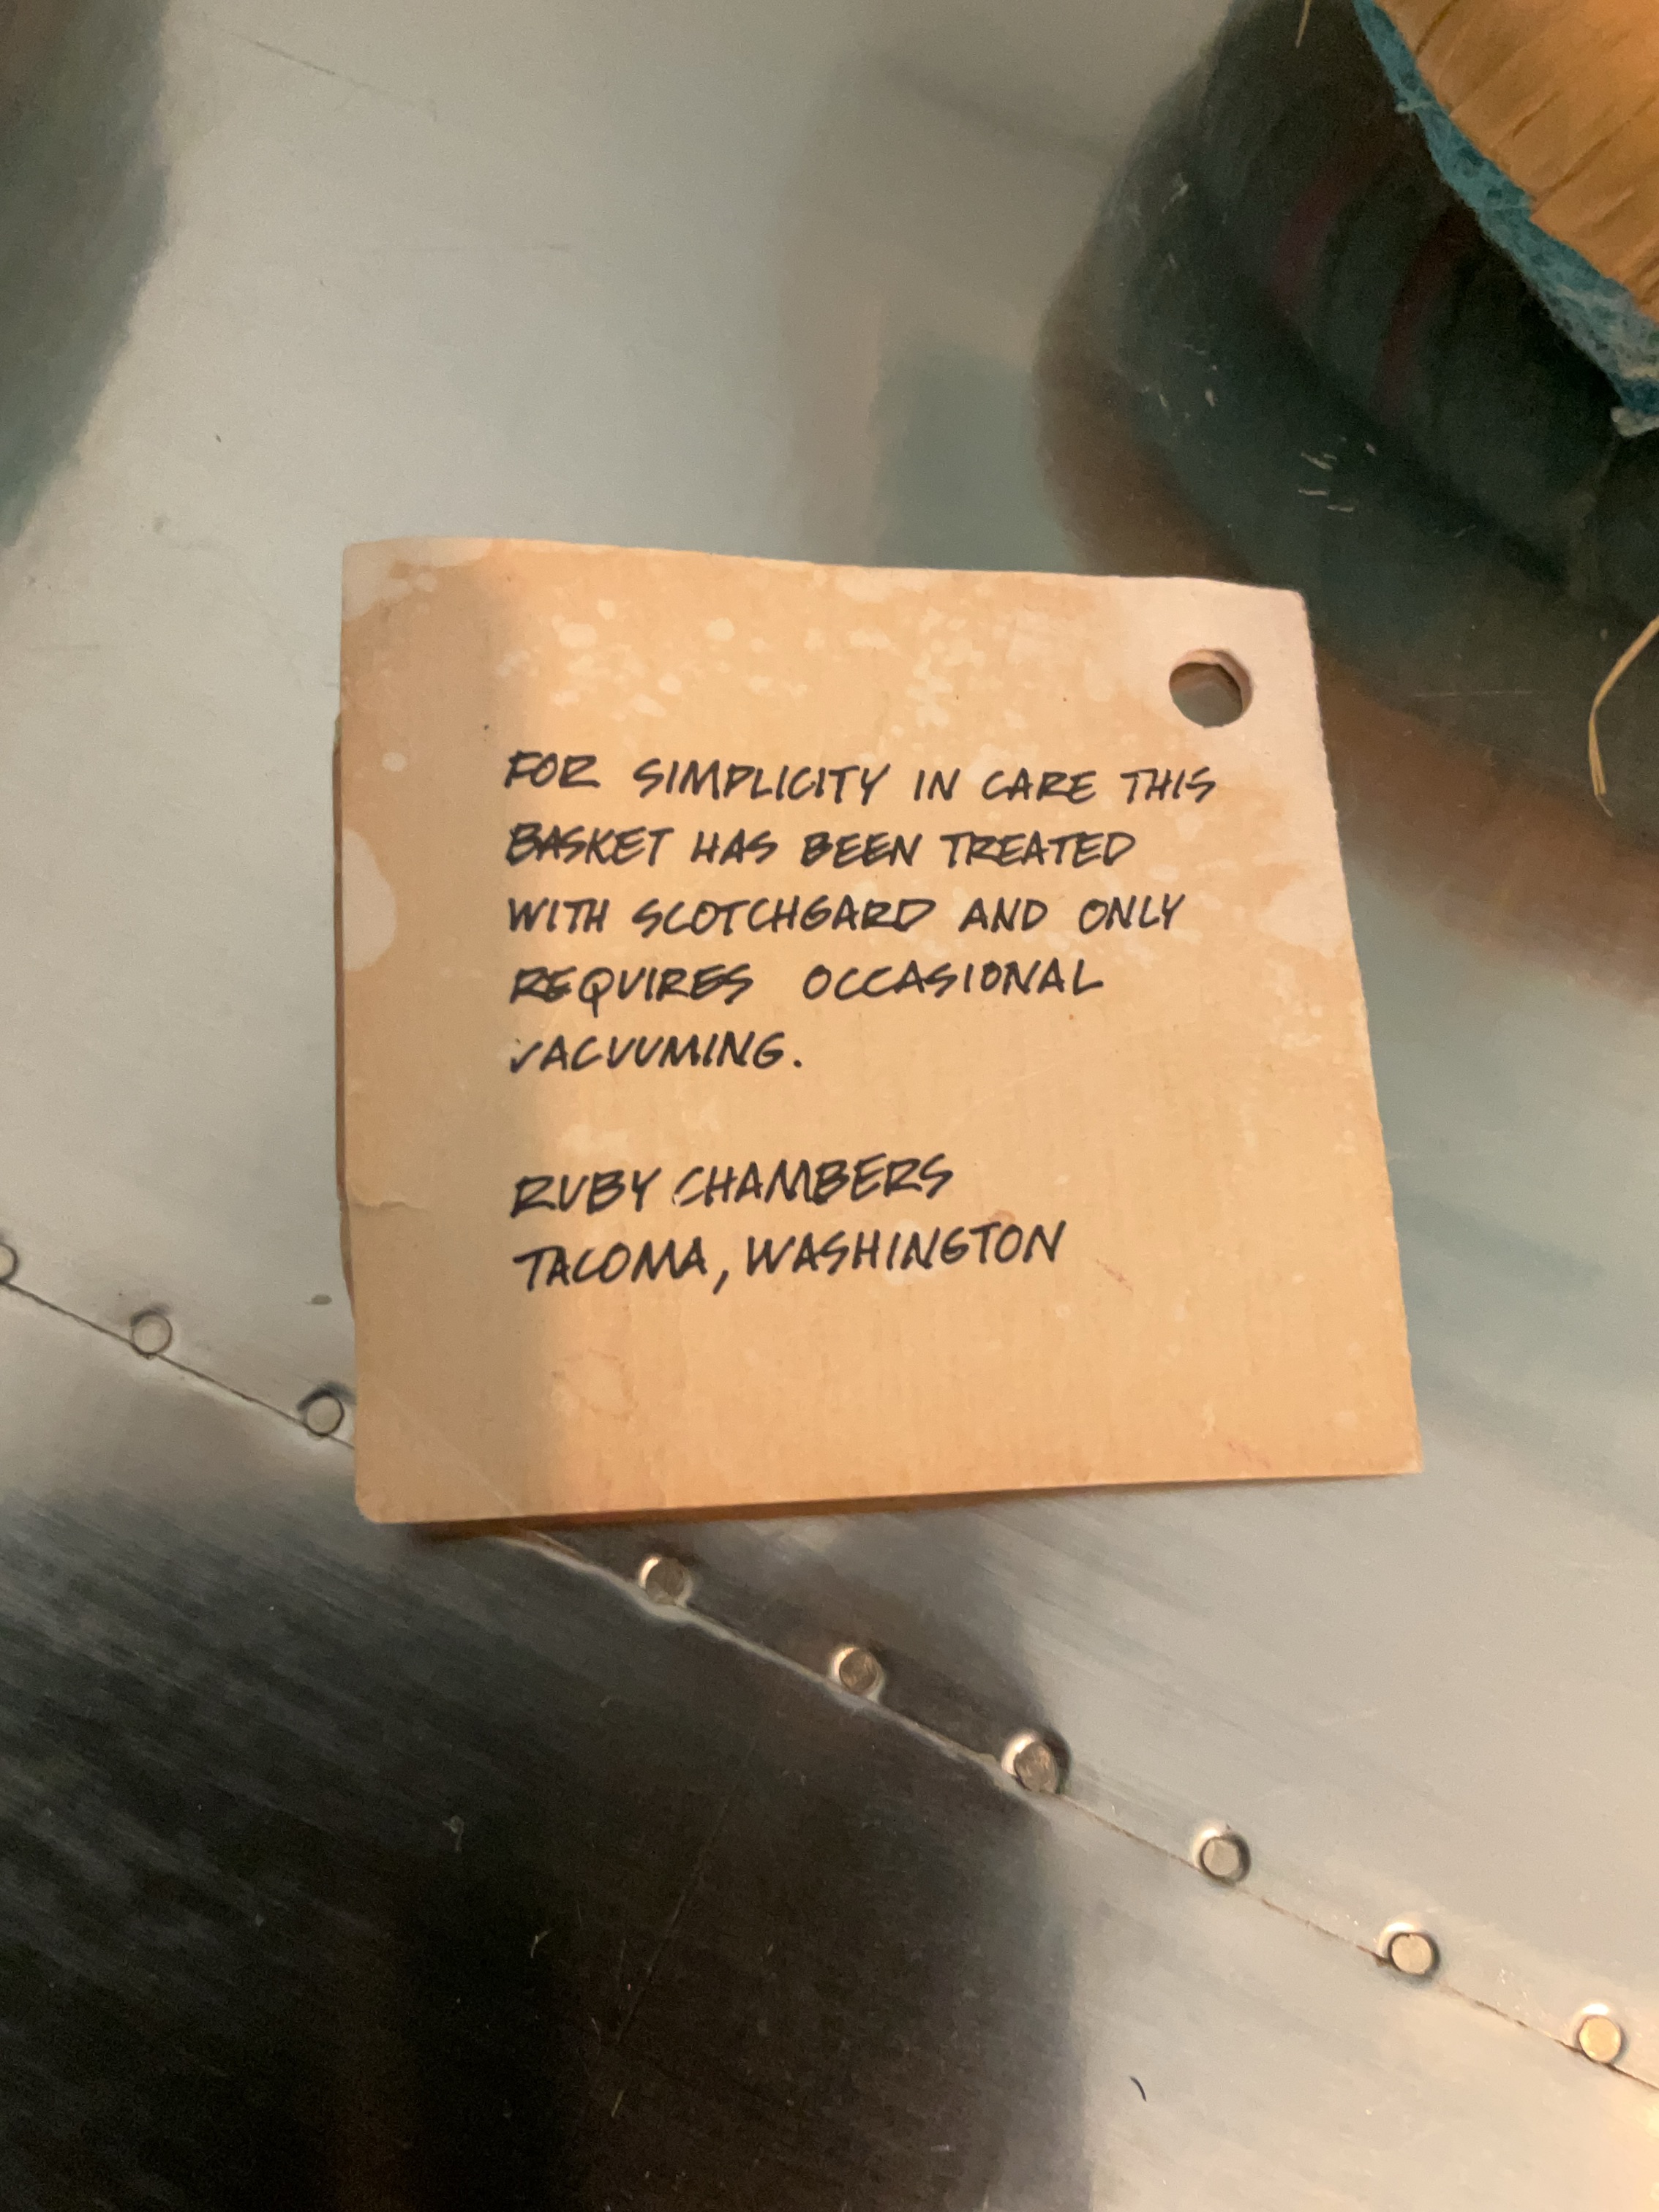 FOR SIMPLICITY IN CARE THIS
BASKET HAS BEEN TREATED
WITH SCOTCHGARD AND ONLY
REQUIRES OCCASIONAL
VACUUMING.
RUBY CHAMBERS
TACOMA, WASHINGTON